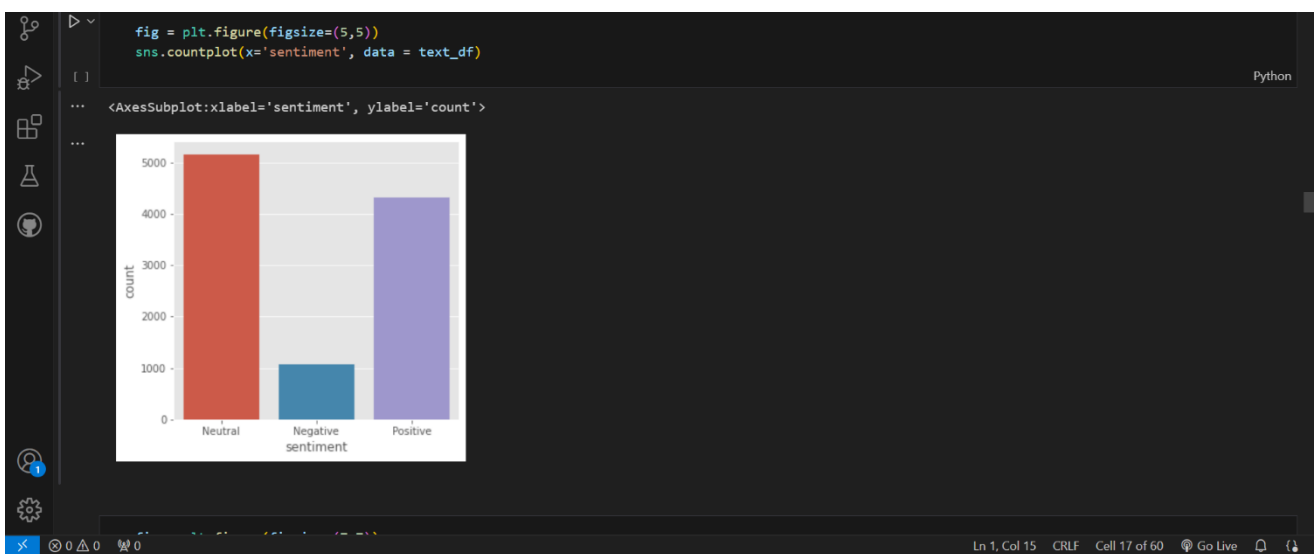 fig = plt.figure(figsize=(5,5))
sns.countplot(x='sentiment', data = text_df)
[ ]
Python
... <AxesSubplot:xlabel='sentiment', ylabel='count'>
...
5000
4000
3000
2000
1000
0
count
Neutral Negative Positive
sentiment
1
0 0 0 Ln 1, Col 15 CRLF Cell 17 of 60 Go Live